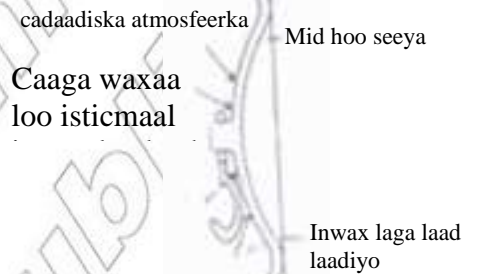 cadaadiska atmosfeerka
Mid hoo seeya
Caaga waxaa
loo isticmaal
Inwax laga laad
laadiyo